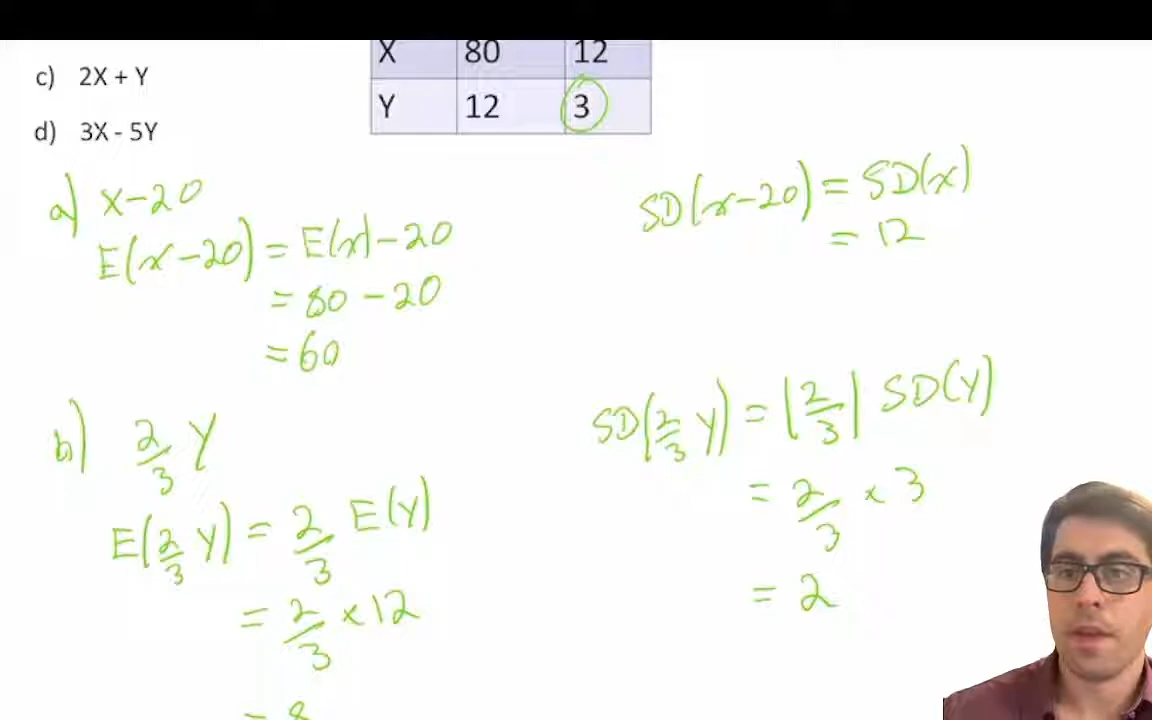 c) 2X + Y
d) 3X - 5Y
X 80 12
Y 12 3
a) X-20
E(x-20) = E(x)-20
= 80 - 20
= 60
SD(x-20) = SD(x)
= 12
b) 2/3 Y
E(2/3 Y) = 2/3 E(Y)
= 2/3 × 12
= 8
SD(2/3 Y) = |2/3| SD(Y)
= 2/3 × 3
= 2